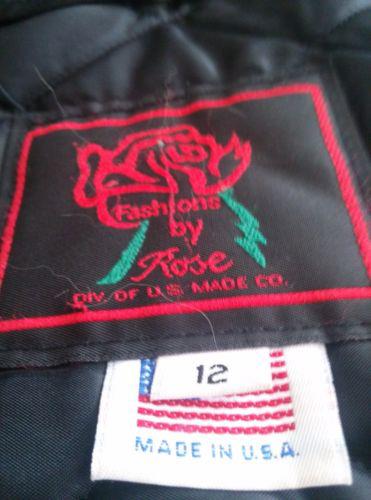 Fashions
by
Rose
DIV. OF U.S. MADE CO.
12
MADE IN U.S.A.